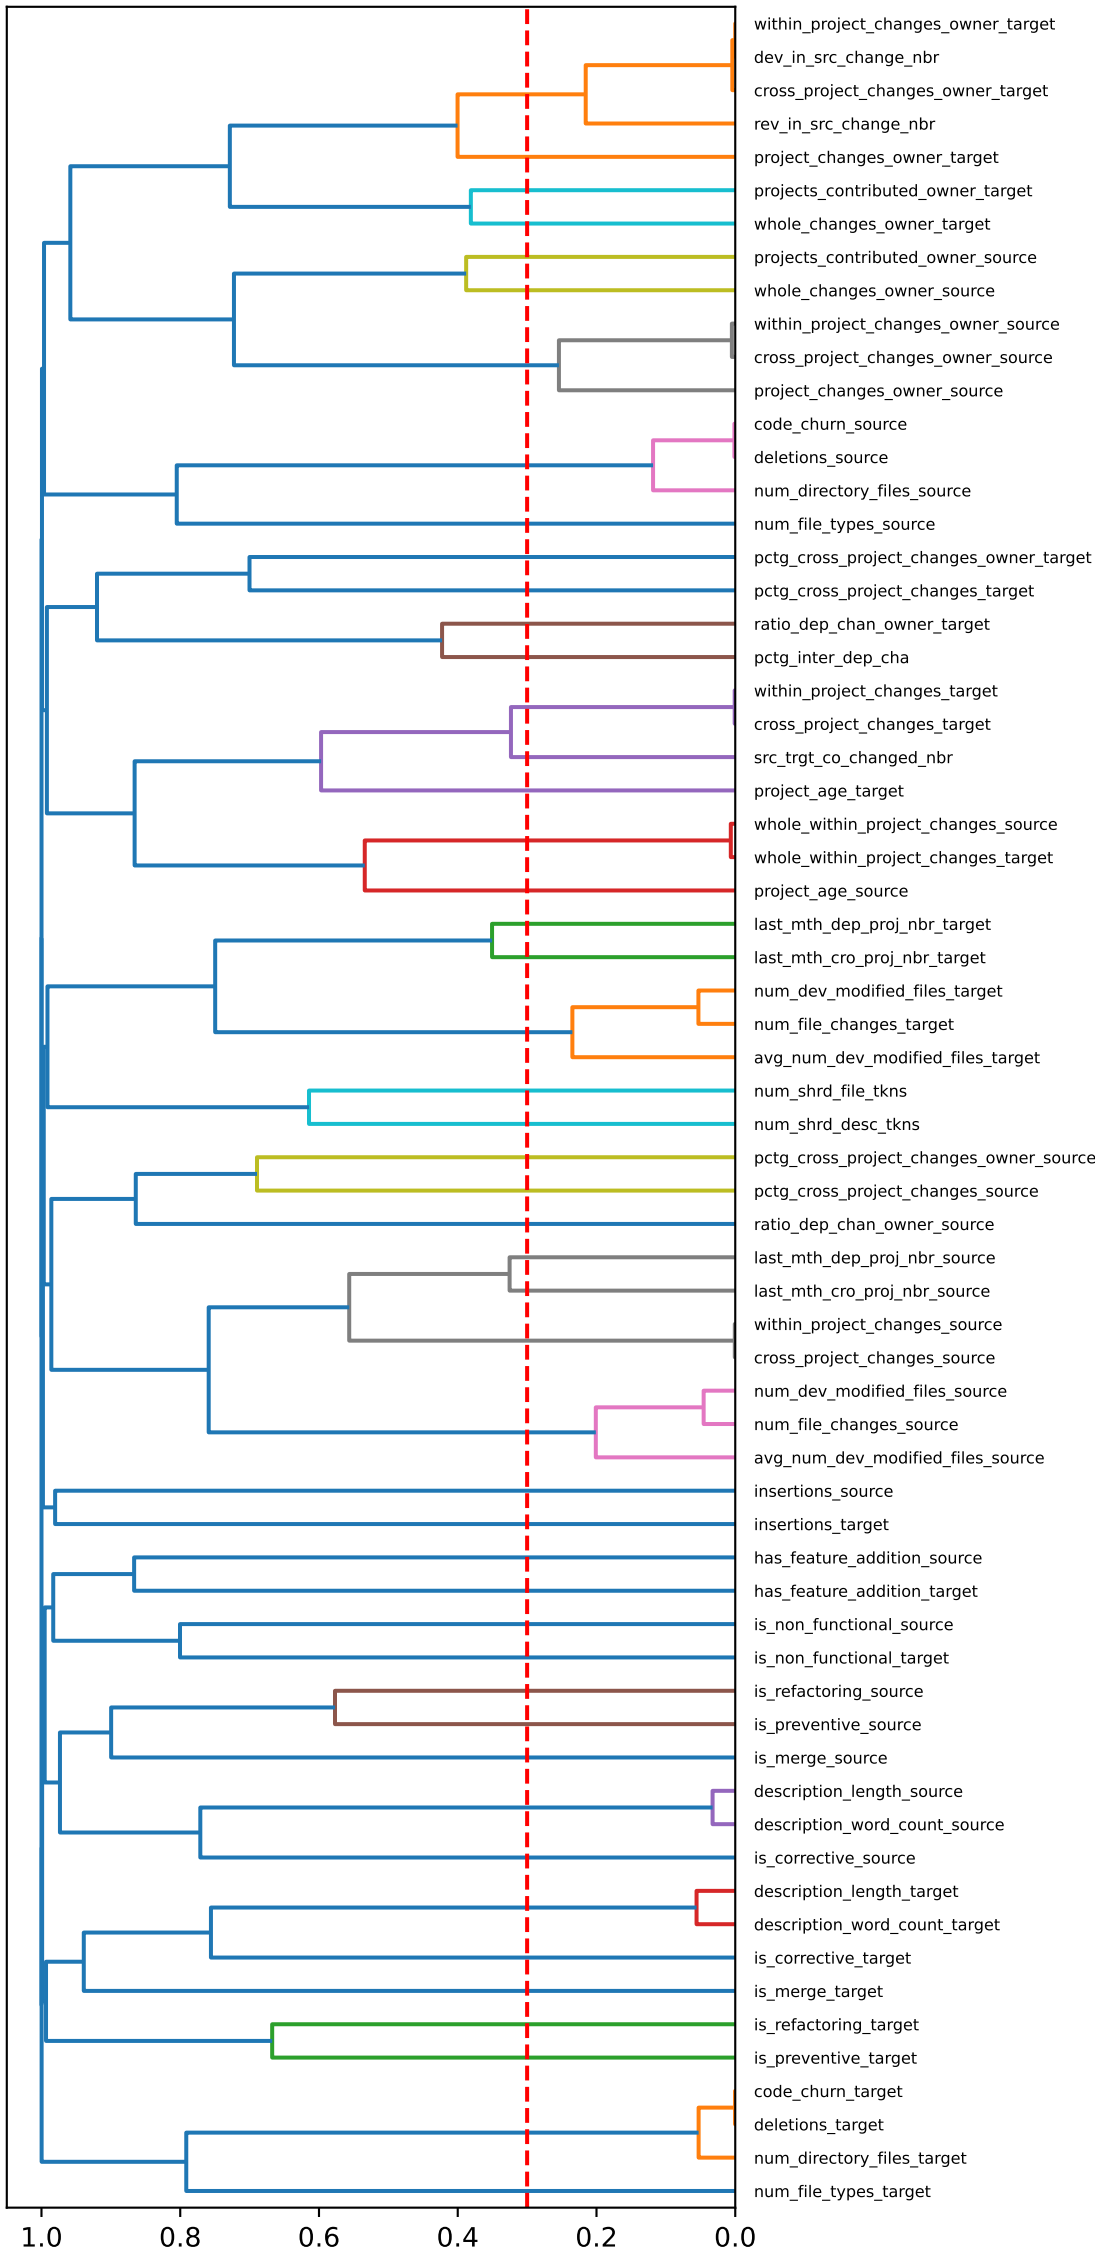 within_project_changes_owner_target
dev_in_src_change_nbr
cross_project_changes_owner_target
rev_in_src_change_nbr
project_changes_owner_target
projects_contributed_owner_target
whole_changes_owner_target
projects_contributed_owner_source
whole_changes_owner_source
within_project_changes_owner_source
cross_project_changes_owner_source
project_changes_owner_source
code_churn_source
deletions_source
num_directory_files_source
num_file_types_source
pctg_cross_project_changes_owner_target
pctg_cross_project_changes_target
ratio_dep_chan_owner_target
pctg_inter_dep_cha
within_project_changes_target
cross_project_changes_target
src_trgt_co_changed_nbr
project_age_target
whole_within_project_changes_source
whole_within_project_changes_target
project_age_source
last_mth_dep_proj_nbr_target
last_mth_cro_proj_nbr_target
num_dev_modified_files_target
num_file_changes_target
avg_num_dev_modified_files_target
num_shrd_file_tkns
num_shrd_desc_tkns
pctg_cross_project_changes_owner_source
pctg_cross_project_changes_source
ratio_dep_chan_owner_source
last_mth_dep_proj_nbr_source
last_mth_cro_proj_nbr_source
within_project_changes_source
cross_project_changes_source
num_dev_modified_files_source
num_file_changes_source
avg_num_dev_modified_files_source
insertions_source
insertions_target
has_feature_addition_source
has_feature_addition_target
is_non_functional_source
is_non_functional_target
is_refactoring_source
is_preventive_source
is_merge_source
description_length_source
description_word_count_source
is_corrective_source
description_length_target
description_word_count_target
is_corrective_target
is_merge_target
is_refactoring_target
is_preventive_target
code_churn_target
deletions_target
num_directory_files_target
num_file_types_target
1.0 0.8 0.6 0.4 0.2 0.0